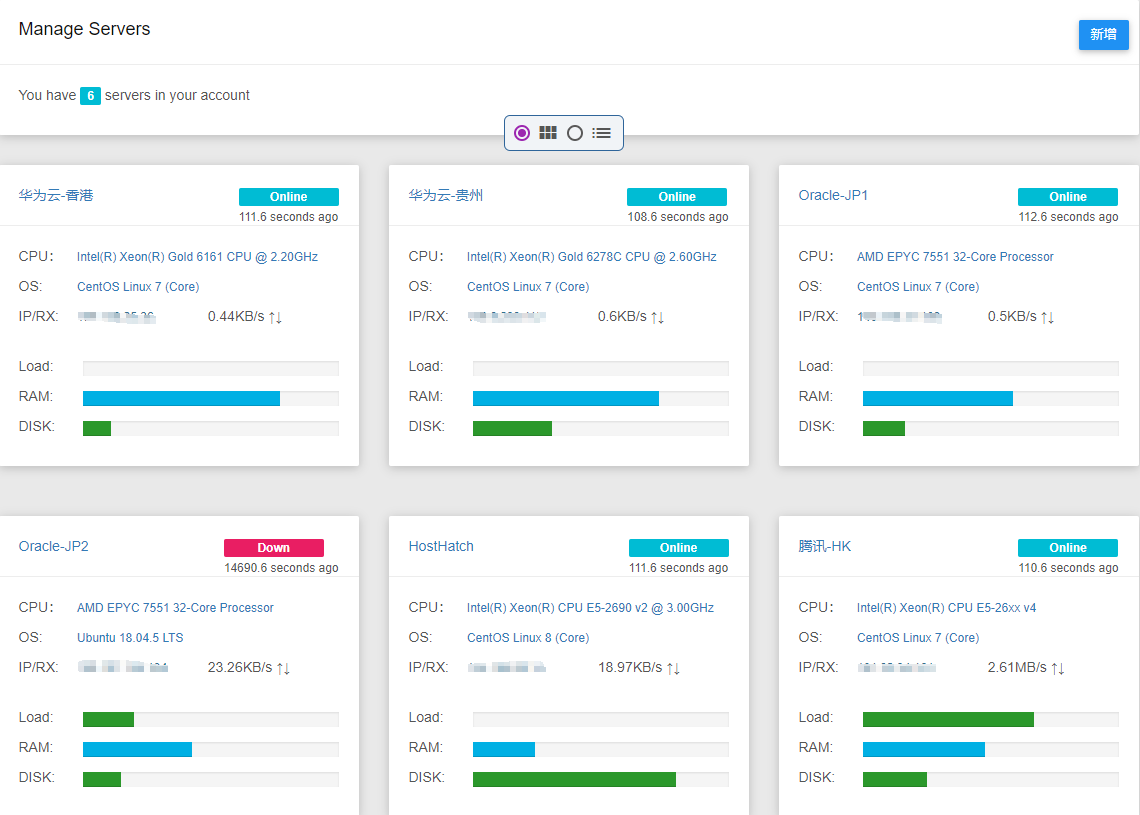 Manage Servers
新增
You have 6 servers in your account
华为云-香港
Online
111.6 seconds ago
CPU:
Intel(R) Xeon(R) Gold 6161 CPU @ 2.20GHz
OS:
CentOS Linux 7 (Core)
IP/RX:
0.44KB/s ↑↓
Load:
RAM:
DISK:
华为云-贵州
Online
108.6 seconds ago
CPU:
Intel(R) Xeon(R) Gold 6278C CPU @ 2.60GHz
OS:
CentOS Linux 7 (Core)
IP/RX:
0.6KB/s ↑↓
Load:
RAM:
DISK:
Oracle-JP1
Online
112.6 seconds ago
CPU:
AMD EPYC 7551 32-Core Processor
OS:
CentOS Linux 7 (Core)
IP/RX:
0.5KB/s ↑↓
Load:
RAM:
DISK:
Oracle-JP2
Down
14690.6 seconds ago
CPU:
AMD EPYC 7551 32-Core Processor
OS:
Ubuntu 18.04.5 LTS
IP/RX:
23.26KB/s ↑↓
Load:
RAM:
DISK:
HostHatch
Online
111.6 seconds ago
CPU:
Intel(R) Xeon(R) CPU E5-2690 v2 @ 3.00GHz
OS:
CentOS Linux 8 (Core)
IP/RX:
18.97KB/s ↑↓
Load:
RAM:
DISK:
腾讯-HK
Online
110.6 seconds ago
CPU:
Intel(R) Xeon(R) CPU E5-26xx v4
OS:
CentOS Linux 7 (Core)
IP/RX:
2.61MB/s ↑↓
Load:
RAM:
DISK: